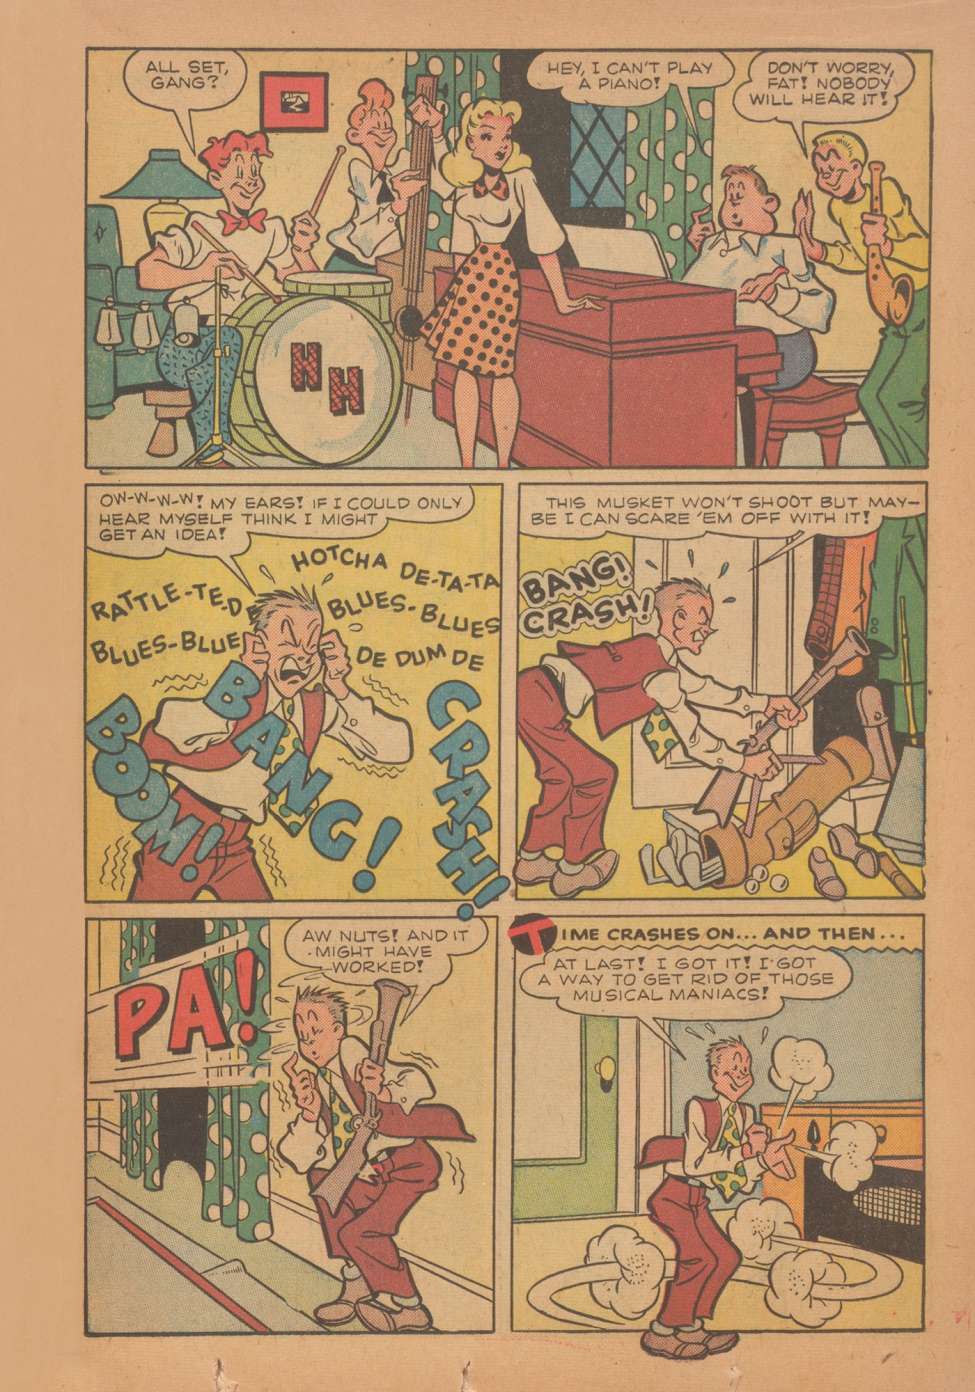 ALL SET,
GANG?
HEY, I CAN'T PLAY
A PIANO!
DON'T WORRY,
FAT! NOBODY
WILL HEAR IT!
H H
OW-W-W-W! MY EARS! IF I COULD ONLY
HEAR MYSELF THINK I MIGHT
GET AN IDEA!
HOTCHA DE-TA-TA
RATTLE-TE-DE
BLUES-BLUES
BLUES-BLUE
DE DUM DE
BOOM!
BANG!
CRASH!
THIS MUSKET WON'T SHOOT BUT MAY-
BE I CAN SCARE 'EM OFF WITH IT!
BANG!
CRASH!
PA!
AW NUTS! AND IT
MIGHT HAVE
WORKED!
TIME CRASHES ON... AND THEN...
AT LAST! I GOT IT! I GOT
A WAY TO GET RID OF THOSE
MUSICAL MANIACS!